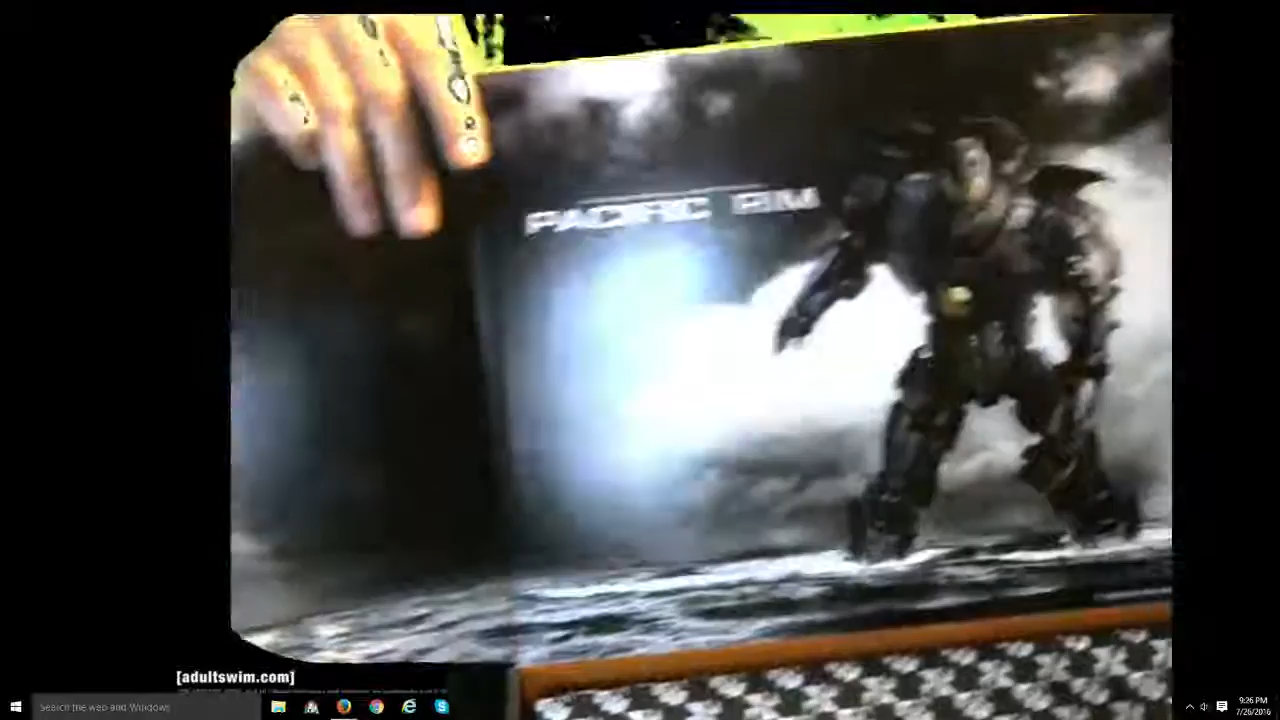 PACIFIC RIM
[adultswim.com]
Search the web and Windows
9:26 PM
7/26/2016